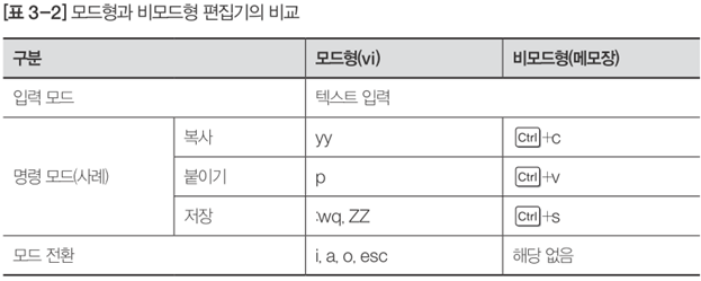 [표 3-2] 모드형과 비모드형 편집기의 비교
구분 모드형(vi) 비모드형(메모장)
입력 모드 텍스트 입력
복사 yy Ctrl+c
명령 모드(사례) 붙이기 p Ctrl+v
저장 :wq, ZZ Ctrl+s
모드 전환 i, a, o, esc 해당 없음